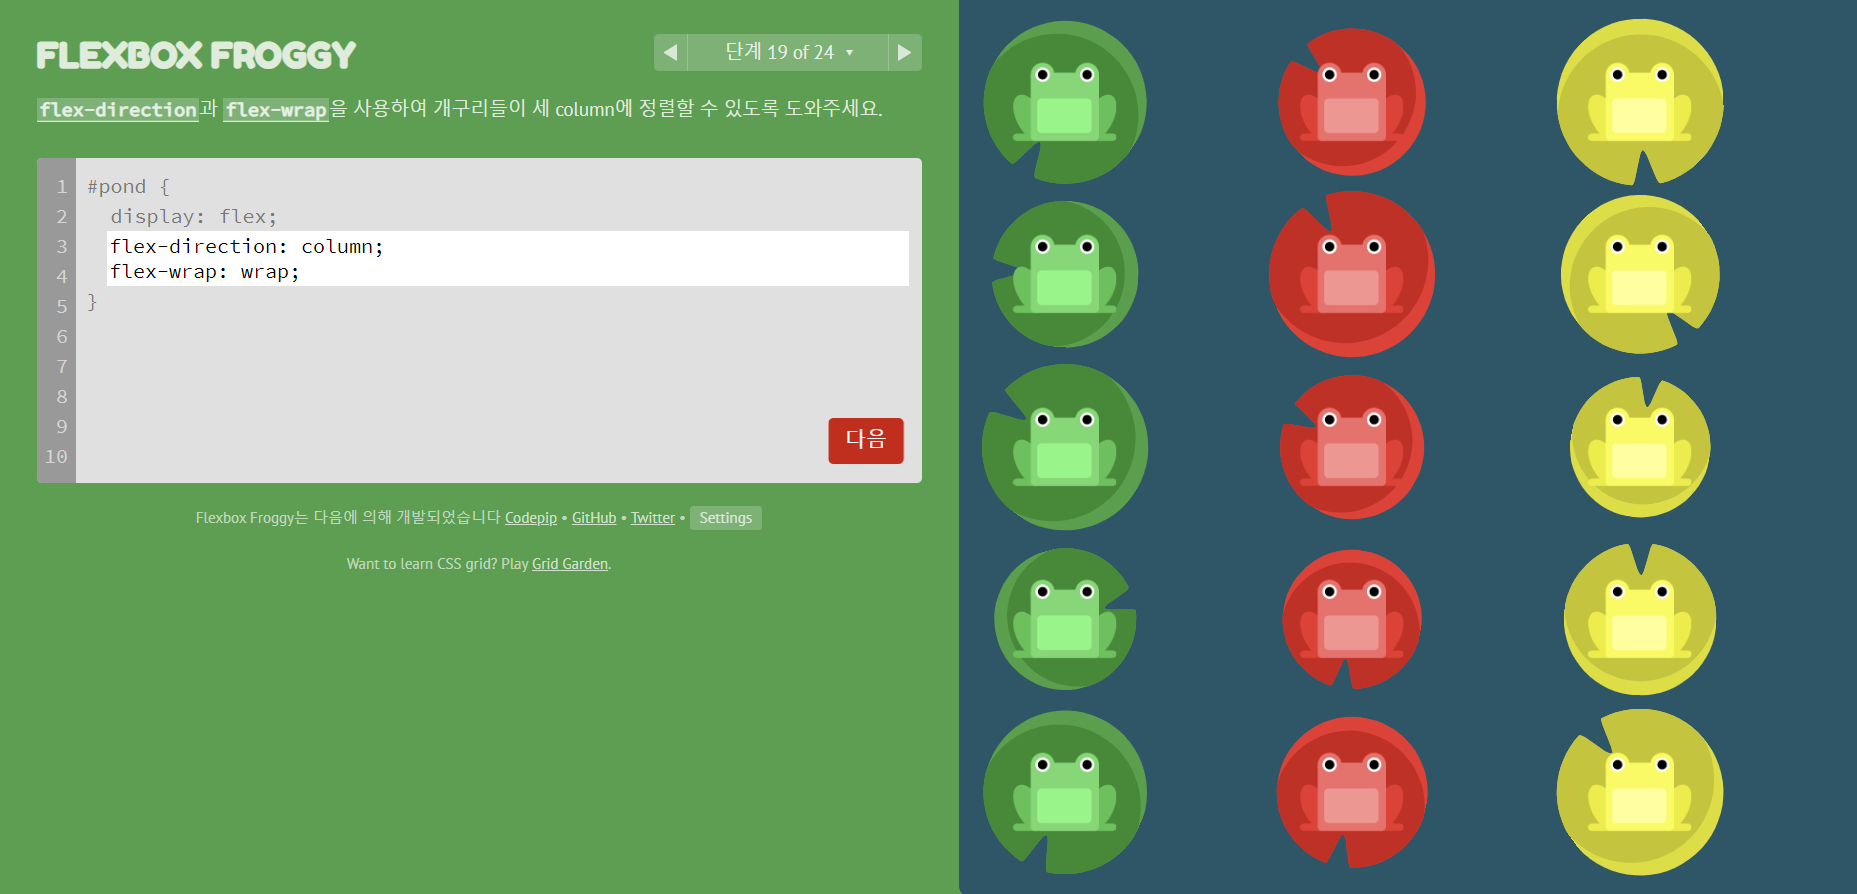 FLEXBOX FROGGY
단계 19 of 24
flex-direction과 flex-wrap을 사용하여 개구리들이 세 column에 정렬할 수 있도록 도와주세요.
1 #pond {
2 display: flex;
3 flex-direction: column;
4 flex-wrap: wrap;
5 }
6
7
8
9
10
다음
Flexbox Froggy는 다음에 의해 개발되었습니다 Codepip • GitHub • Twitter • Settings
Want to learn CSS grid? Play Grid Garden.